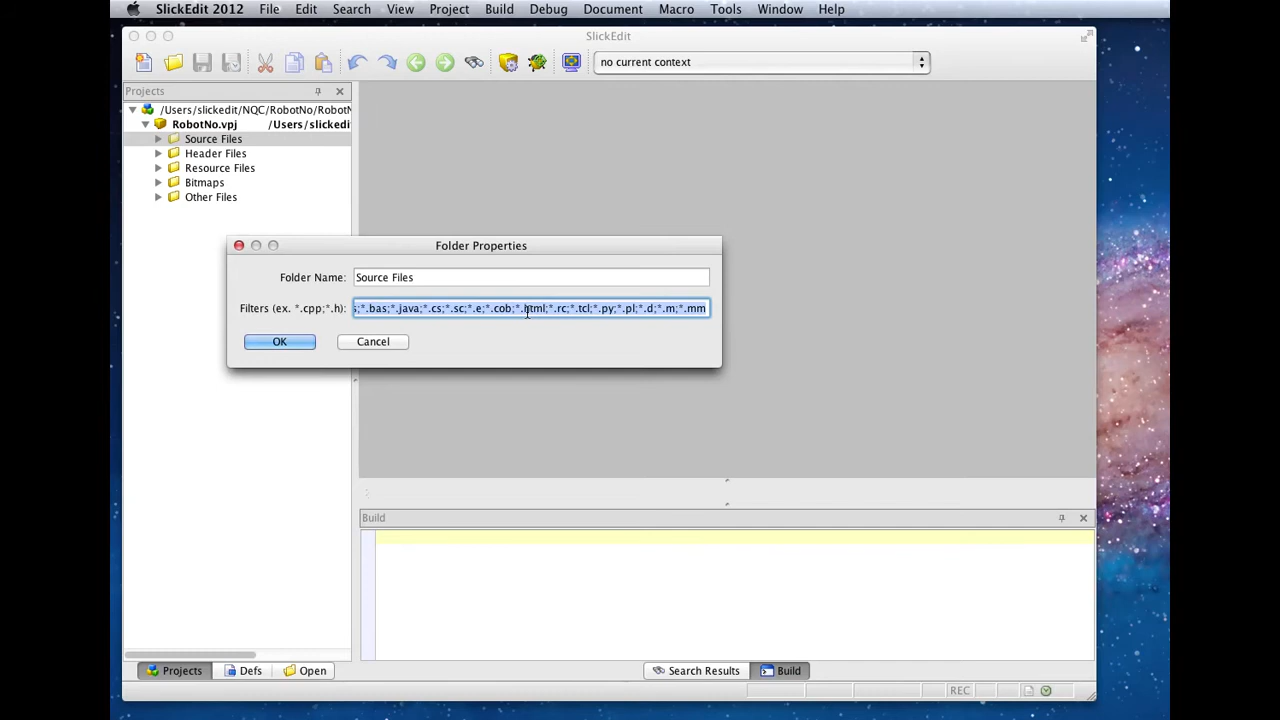 SlickEdit 2012 File Edit Search View Project Build Debug Document Macro Tools Window Help
SlickEdit
no current context
Projects
/Users/slickedit/NQC/RobotNo/RobotN
RobotNo.vpj /Users/slickedit
Source Files
Header Files
Resource Files
Bitmaps
Other Files
Folder Properties
Folder Name: Source Files
Filters (ex. *.cpp;*.h): s;*.bas;*.java;*.cs;*.sc;*.e;*.cob;*.html;*.rc;*.tcl;*.py;*.pl;*.d;*.m;*.mm
OK Cancel
Build
Projects Defs Open Search Results Build
REC